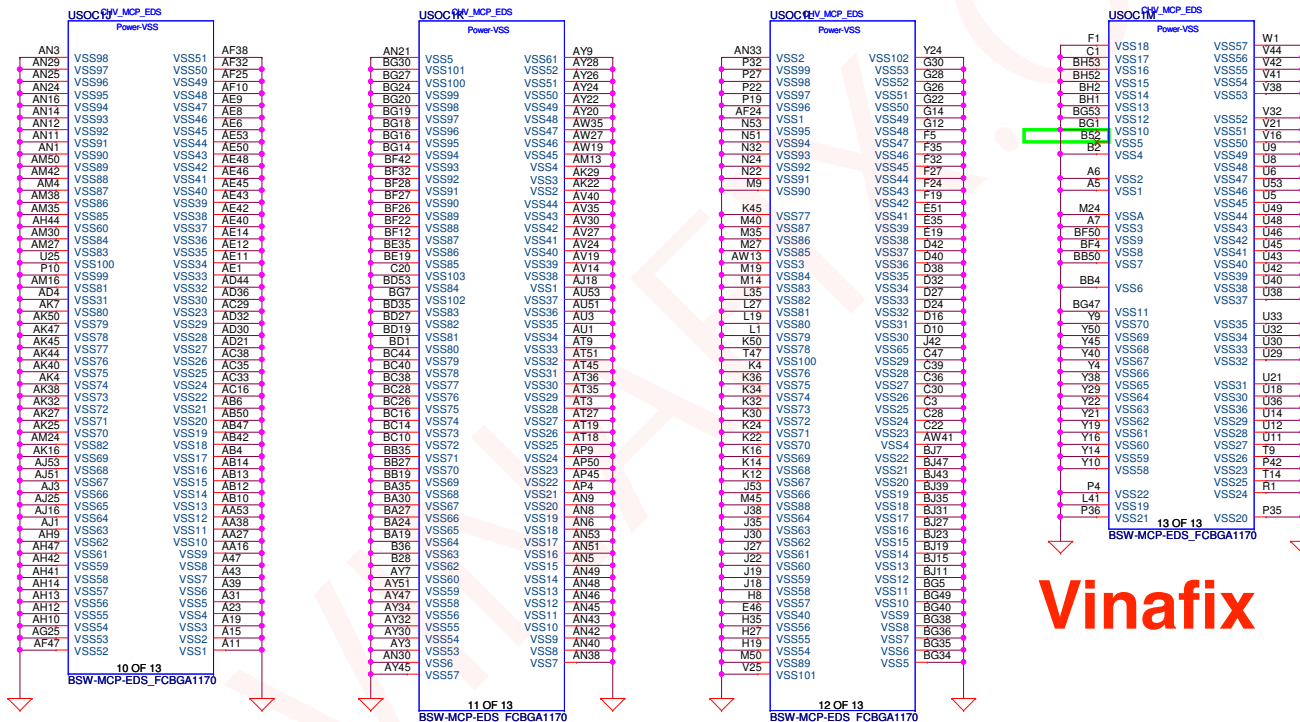 USOC1J CHV_MCP_EDS
Power-VSS
AN3 VSS98 VSS51 AF38
AN29 VSS97 VSS50 AF32
AN25 VSS96 VSS49 AF25
AN24 VSS95 VSS48 AF10
AN16 VSS94 VSS47 AE9
AN14 VSS93 VSS46 AE8
AN12 VSS92 VSS45 AE6
AN11 VSS91 VSS44 AE53
AN1 VSS90 VSS43 AE50
AM50 VSS89 VSS42 AE48
AM42 VSS88 VSS41 AE46
AM4 VSS87 VSS40 AE45
AM38 VSS86 VSS39 AE43
AM35 VSS85 VSS38 AE42
AH44 VSS60 VSS37 AE40
AM30 VSS84 VSS36 AE14
AM27 VSS83 VSS35 AE12
U25 VSS100 VSS34 AE11
P10 VSS99 VSS33 AE1
AM16 VSS81 VSS32 AD44
AD4 VSS31 VSS30 AD36
AK7 VSS80 VSS23 AC29
AK50 VSS79 VSS29 AD32
AK47 VSS78 VSS28 AD30
AK45 VSS77 VSS27 AD21
AK44 VSS76 VSS26 AC38
AK40 VSS75 VSS25 AC35
AK4 VSS74 VSS24 AC33
AK38 VSS73 VSS22 AC16
AK32 VSS72 VSS21 AB6
AK27 VSS71 VSS20 AB50
AK25 VSS70 VSS19 AB47
AM24 VSS82 VSS18 AB42
AK16 VSS69 VSS17 AB4
AJ53 VSS68 VSS16 AB14
AJ51 VSS67 VSS15 AB13
AJ3 VSS66 VSS14 AB12
AJ25 VSS65 VSS13 AB10
AJ16 VSS64 VSS12 AA53
AJ1 VSS63 VSS11 AA38
AH9 VSS62 VSS10 AA27
AH47 VSS61 VSS9 AA16
AH42 VSS59 VSS8 A47
AH41 VSS58 VSS7 A43
AH14 VSS57 VSS6 A39
AH13 VSS56 VSS5 A31
AH12 VSS55 VSS4 A23
AH10 VSS54 VSS3 A19
AG25 VSS53 VSS2 A15
AF47 VSS52 VSS1 A11
10 OF 13
BSW-MCP-EDS_FCBGA1170
USOC1K CHV_MCP_EDS
Power-VSS
AN21 VSS5 VSS61 AY9
BG30 VSS101 VSS52 AY28
BG27 VSS100 VSS51 AY26
BG24 VSS99 VSS50 AY24
BG20 VSS98 VSS49 AY22
BG19 VSS97 VSS48 AY20
BG18 VSS96 VSS47 AW35
BG16 VSS95 VSS46 AW27
BG14 VSS94 VSS45 AW19
BF42 VSS93 VSS4 AM13
BF32 VSS92 VSS3 AK29
BF28 VSS91 VSS2 AK22
BF27 VSS90 VSS44 AV40
BF26 VSS89 VSS43 AV35
BF22 VSS88 VSS42 AV30
BF12 VSS87 VSS41 AV27
BE35 VSS86 VSS40 AV24
BE19 VSS85 VSS39 AV19
C20 VSS103 VSS38 AV14
BD53 VSS84 VSS1 AJ18
BG7 VSS102 VSS37 AU53
BD35 VSS83 VSS36 AU51
BD27 VSS82 VSS35 AU3
BD19 VSS81 VSS34 AU1
BD1 VSS80 VSS33 AT9
BC44 VSS79 VSS32 AT51
BC40 VSS78 VSS31 AT45
BC38 VSS77 VSS30 AT36
BC28 VSS76 VSS29 AT35
BC26 VSS75 VSS28 AT3
BC16 VSS74 VSS27 AT27
BC14 VSS73 VSS26 AT19
BC10 VSS72 VSS25 AT18
BB35 VSS71 VSS24 AP9
BB27 VSS70 VSS23 AP50
BB19 VSS69 VSS22 AP45
BA35 VSS68 VSS21 AP4
BA30 VSS67 VSS20 AN9
BA27 VSS66 VSS19 AN8
BA24 VSS65 VSS18 AN6
BA19 VSS64 VSS17 AN53
B36 VSS63 VSS16 AN51
B28 VSS62 VSS15 AN5
AY7 VSS60 VSS14 AN49
AY51 VSS59 VSS13 AN48
AY47 VSS58 VSS12 AN46
AY34 VSS56 VSS11 AN45
AY32 VSS55 VSS10 AN43
AY30 VSS54 VSS9 AN42
AY3 VSS53 VSS8 AN40
AN30 VSS6 VSS7 AN38
AY45 VSS57
11 OF 13
BSW-MCP-EDS_FCBGA1170
USOC1L CHV_MCP_EDS
Power-VSS
AN33 VSS2 VSS102 Y24
P32 VSS99 VSS53 G30
P27 VSS98 VSS52 G28
P22 VSS97 VSS51 G26
P19 VSS96 VSS50 G22
AF24 VSS1 VSS49 G14
N53 VSS95 VSS48 G12
N51 VSS94 VSS47 F5
N32 VSS93 VSS46 F35
N24 VSS92 VSS45 F32
N22 VSS91 VSS44 F27
M9 VSS90 VSS43 F24
VSS42 F19
K45 VSS77 VSS41 E51
M40 VSS87 VSS39 E35
M35 VSS86 VSS38 E19
M27 VSS85 VSS37 D42
AW13 VSS3 VSS36 D40
M19 VSS84 VSS35 D38
M14 VSS83 VSS34 D32
L35 VSS82 VSS33 D27
L27 VSS81 VSS32 D24
L19 VSS80 VSS31 D16
L1 VSS79 VSS30 D10
K50 VSS78 VSS65 J42
T47 VSS100 VSS29 C47
K4 VSS76 VSS28 C39
K36 VSS75 VSS27 C36
K34 VSS74 VSS26 C30
K32 VSS73 VSS25 C3
K30 VSS72 VSS24 C28
K24 VSS71 VSS23 C22
K22 VSS70 VSS4 AW41
K16 VSS69 VSS22 BJ7
K14 VSS68 VSS21 BJ47
K12 VSS67 VSS20 BJ43
J53 VSS66 VSS19 BJ39
M45 VSS88 VSS18 BJ35
J38 VSS64 VSS17 BJ31
J35 VSS63 VSS16 BJ27
J30 VSS62 VSS15 BJ23
J27 VSS61 VSS14 BJ19
J22 VSS60 VSS13 BJ15
J19 VSS59 VSS12 BJ11
J18 VSS58 VSS11 BG5
H8 VSS57 VSS10 BG49
E46 VSS40 VSS9 BG40
H35 VSS56 VSS8 BG38
H27 VSS55 VSS7 BG36
H19 VSS54 VSS6 BG35
M50 VSS89 VSS5 BG34
V25 VSS101
12 OF 13
BSW-MCP-EDS_FCBGA1170
USOC1M CHV_MCP_EDS
Power-VSS
F1 VSS18 VSS57 W1
C1 VSS17 VSS56 V44
BH53 VSS16 VSS55 V42
BH52 VSS15 VSS54 V41
BH2 VSS14 VSS53 V38
BH1 VSS13
BG53 VSS12 VSS52 V32
BG1 VSS10 VSS51 V21
B52 VSS5 VSS50 V16
B2 VSS4 VSS49 U9
VSS48 U8
A6 VSS2 VSS47 U6
A5 VSS1 VSS46 U53
VSS45 U5
M24 VSSA VSS44 U49
A7 VSS3 VSS43 U48
BF50 VSS9 VSS42 U46
BF4 VSS8 VSS41 U45
BB50 VSS7 VSS40 U43
VSS39 U42
BB4 VSS6 VSS38 U40
VSS37 U38
BG47 VSS11
Y9 VSS70 VSS35 U33
Y50 VSS69 VSS34 U32
Y45 VSS68 VSS33 U30
Y40 VSS67 VSS32 U29
Y4 VSS66
Y38 VSS65 VSS31 U21
Y29 VSS64 VSS30 U18
Y22 VSS63 VSS36 U36
Y21 VSS62 VSS29 U14
Y19 VSS61 VSS28 U12
Y16 VSS60 VSS27 U11
Y14 VSS59 VSS26 T9
Y10 VSS58 VSS23 P42
VSS25 T14
P4 VSS22 VSS24 R1
L41 VSS19
P36 VSS21 VSS20 P35
13 OF 13
BSW-MCP-EDS_FCBGA1170
Vinafix